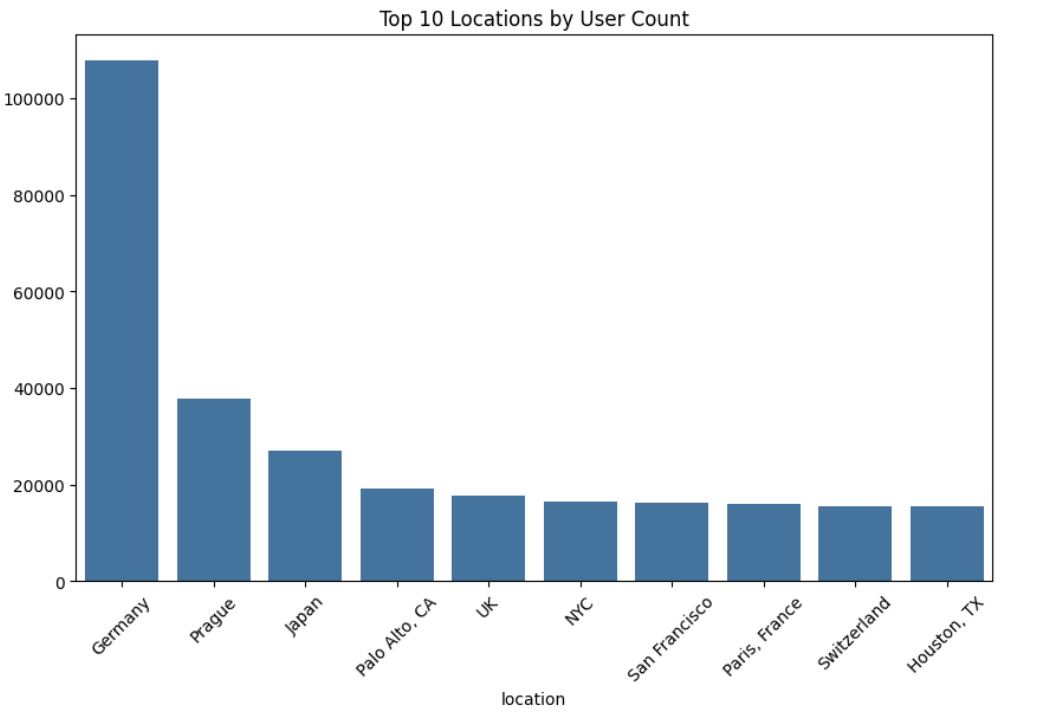 Top 10 Locations by User Count
100000
80000
60000
40000
20000
0
Germany
Prague
Japan
Palo Alto, CA
UK
NYC
San Francisco
Paris, France
Switzerland
Houston, TX
location